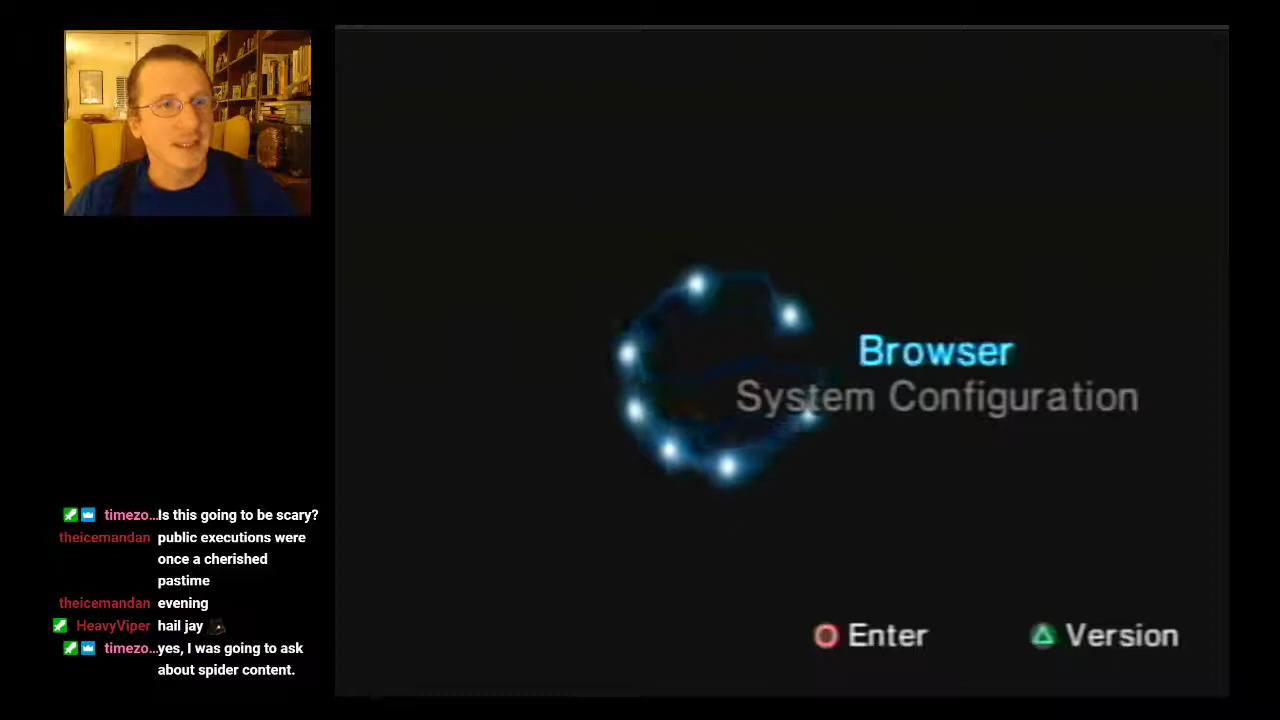 Browser
System Configuration
Enter
Version
timezo...Is this going to be scary?
theicemandan public executions were
once a cherished
pastime
theicemandan evening
HeavyViper hail jay
timezo...yes, I was going to ask
about spider content.